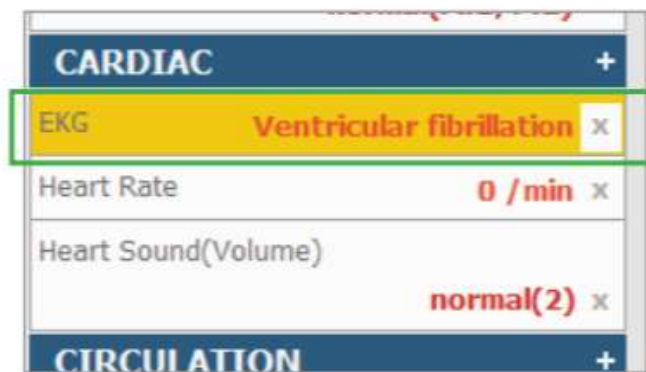 CARDIAC +
EKG Ventricular fibrillation x
Heart Rate 0 /min x
Heart Sound(Volume)
normal(2) x
CIRCULATION +